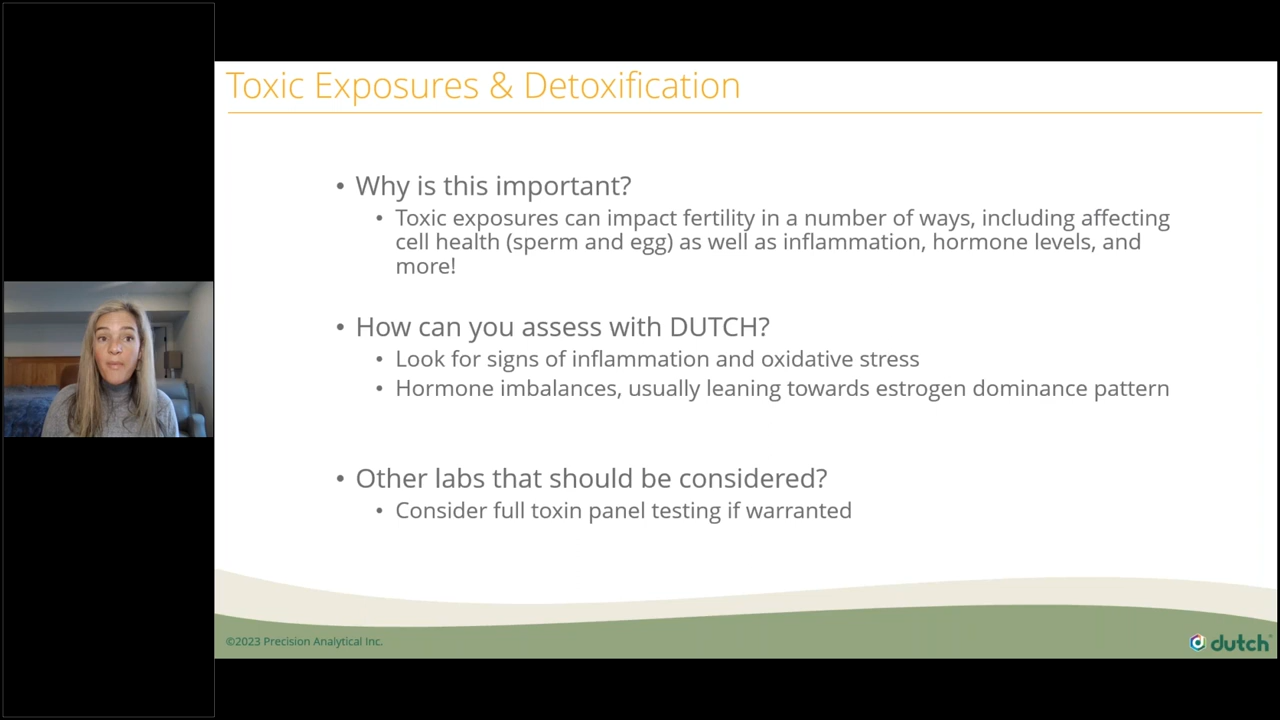 Toxic Exposures & Detoxification
• Why is this important?
• Toxic exposures can impact fertility in a number of ways, including affecting
cell health (sperm and egg) as well as inflammation, hormone levels, and
more!
• How can you assess with DUTCH?
• Look for signs of inflammation and oxidative stress
• Hormone imbalances, usually leaning towards estrogen dominance pattern
• Other labs that should be considered?
• Consider full toxin panel testing if warranted
©2023 Precision Analytical Inc.
dutch